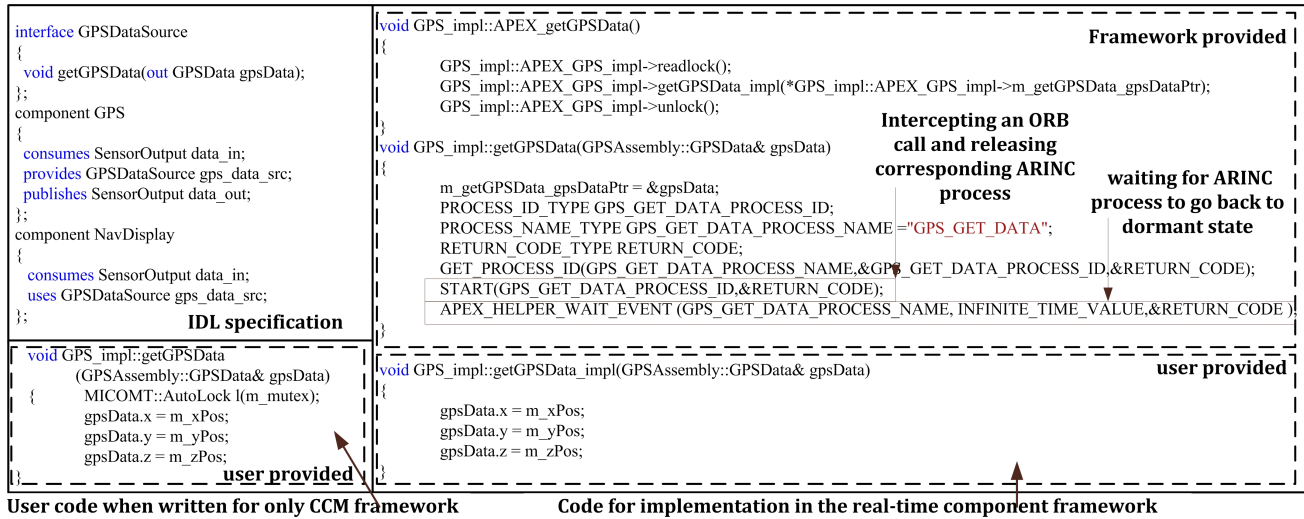 interface GPSDataSource
{
void getGPSData(out GPSData gpsData);
};
component GPS
{
consumes SensorOutput data_in;
provides GPSDataSource gps_data_src;
publishes SensorOutput data_out;
};
component NavDisplay
{
consumes SensorOutput data_in;
uses GPSDataSource gps_data_src;
};
IDL specification
void GPS_impl::getGPSData
(GPSAssembly::GPSData& gpsData)
{ MICOMT::AutoLock l(m_mutex);
gpsData.x = m_xPos;
gpsData.y = m_yPos;
gpsData.z = m_zPos;
}
user provided
User code when written for only CCM framework
void GPS_impl::APEX_getGPSData()
Framework provided
{
GPS_impl::APEX_GPS_impl->readlock();
GPS_impl::APEX_GPS_impl->getGPSData_impl(*GPS_impl::APEX_GPS_impl->m_getGPSData_gpsDataPtr);
GPS_impl::APEX_GPS_impl->unlock();
}
Intercepting an ORB
call and releasing
corresponding ARINC
process
waiting for ARINC
process to go back to
dormant state
void GPS_impl::getGPSData(GPSAssembly::GPSData& gpsData)
{
m_getGPSData_gpsDataPtr = &gpsData;
PROCESS_ID_TYPE GPS_GET_DATA_PROCESS_ID;
PROCESS_NAME_TYPE GPS_GET_DATA_PROCESS_NAME ="GPS_GET_DATA";
RETURN_CODE_TYPE RETURN_CODE;
GET_PROCESS_ID(GPS_GET_DATA_PROCESS_NAME,&GPS_GET_DATA_PROCESS_ID,&RETURN_CODE);
START(GPS_GET_DATA_PROCESS_ID,&RETURN_CODE);
APEX_HELPER_WAIT_EVENT (GPS_GET_DATA_PROCESS_NAME, INFINITE_TIME_VALUE,&RETURN_CODE );
}
void GPS_impl::getGPSData_impl(GPSAssembly::GPSData& gpsData)
user provided
{
gpsData.x = m_xPos;
gpsData.y = m_yPos;
gpsData.z = m_zPos;
}
Code for implementation in the real-time component framework